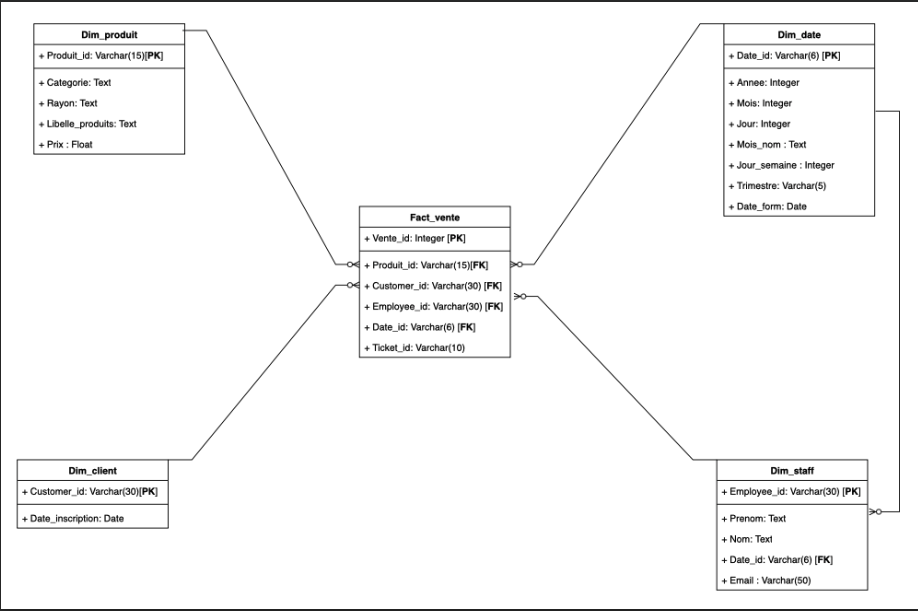 Dim_produit
+ Produit_id: Varchar(15)[PK]
+ Categorie: Text
+ Rayon: Text
+ Libelle_produits: Text
+ Prix : Float
Dim_date
+ Date_id: Varchar(6) [PK]
+ Annee: Integer
+ Mois: Integer
+ Jour: Integer
+ Mois_nom : Text
+ Jour_semaine : Integer
+ Trimestre: Varchar(5)
+ Date_form: Date
Fact_vente
+ Vente_id: Integer [PK]
+ Produit_id: Varchar(15)[FK]
+ Customer_id: Varchar(30) [FK]
+ Employee_id: Varchar(30) [FK]
+ Date_id: Varchar(6) [FK]
+ Ticket_id: Varchar(10)
Dim_client
+ Customer_id: Varchar(30)[PK]
+ Date_inscription: Date
Dim_staff
+ Employee_id: Varchar(30) [PK]
+ Prenom: Text
+ Nom: Text
+ Date_id: Varchar(6) [FK]
+ Email : Varchar(50)